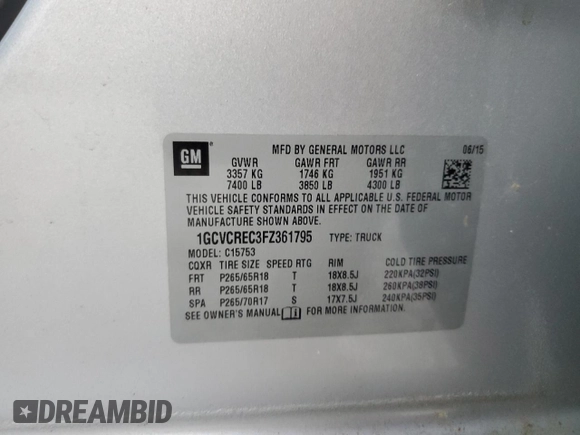 GM
MFD BY GENERAL MOTORS LLC 06/15
GVWR GAWR FRT GAWR RR
3357 KG 1746 KG 1951 KG
7400 LB 3850 LB 4300 LB
THIS VEHICLE CONFORMS TO ALL APPLICABLE U.S. FEDERAL MOTOR
VEHICLE SAFETY STANDARDS IN EFFECT ON THE DATE OF
MANUFACTURE SHOWN ABOVE.
1GCVCREC3FZ361795 TYPE: TRUCK
MODEL: C15753
CQXR TIRE SIZE SPEED RTG RIM COLD TIRE PRESSURE
FRT P265/65R18 T 18X8.5J 220KPA(32PSI)
RR P265/65R18 T 18X8.5J 260KPA(38PSI)
SPA P265/70R17 S 17X7.5J 240KPA(35PSI)
SEE OWNER'S MANUAL FOR MORE INFORMATION.
DREAMBID